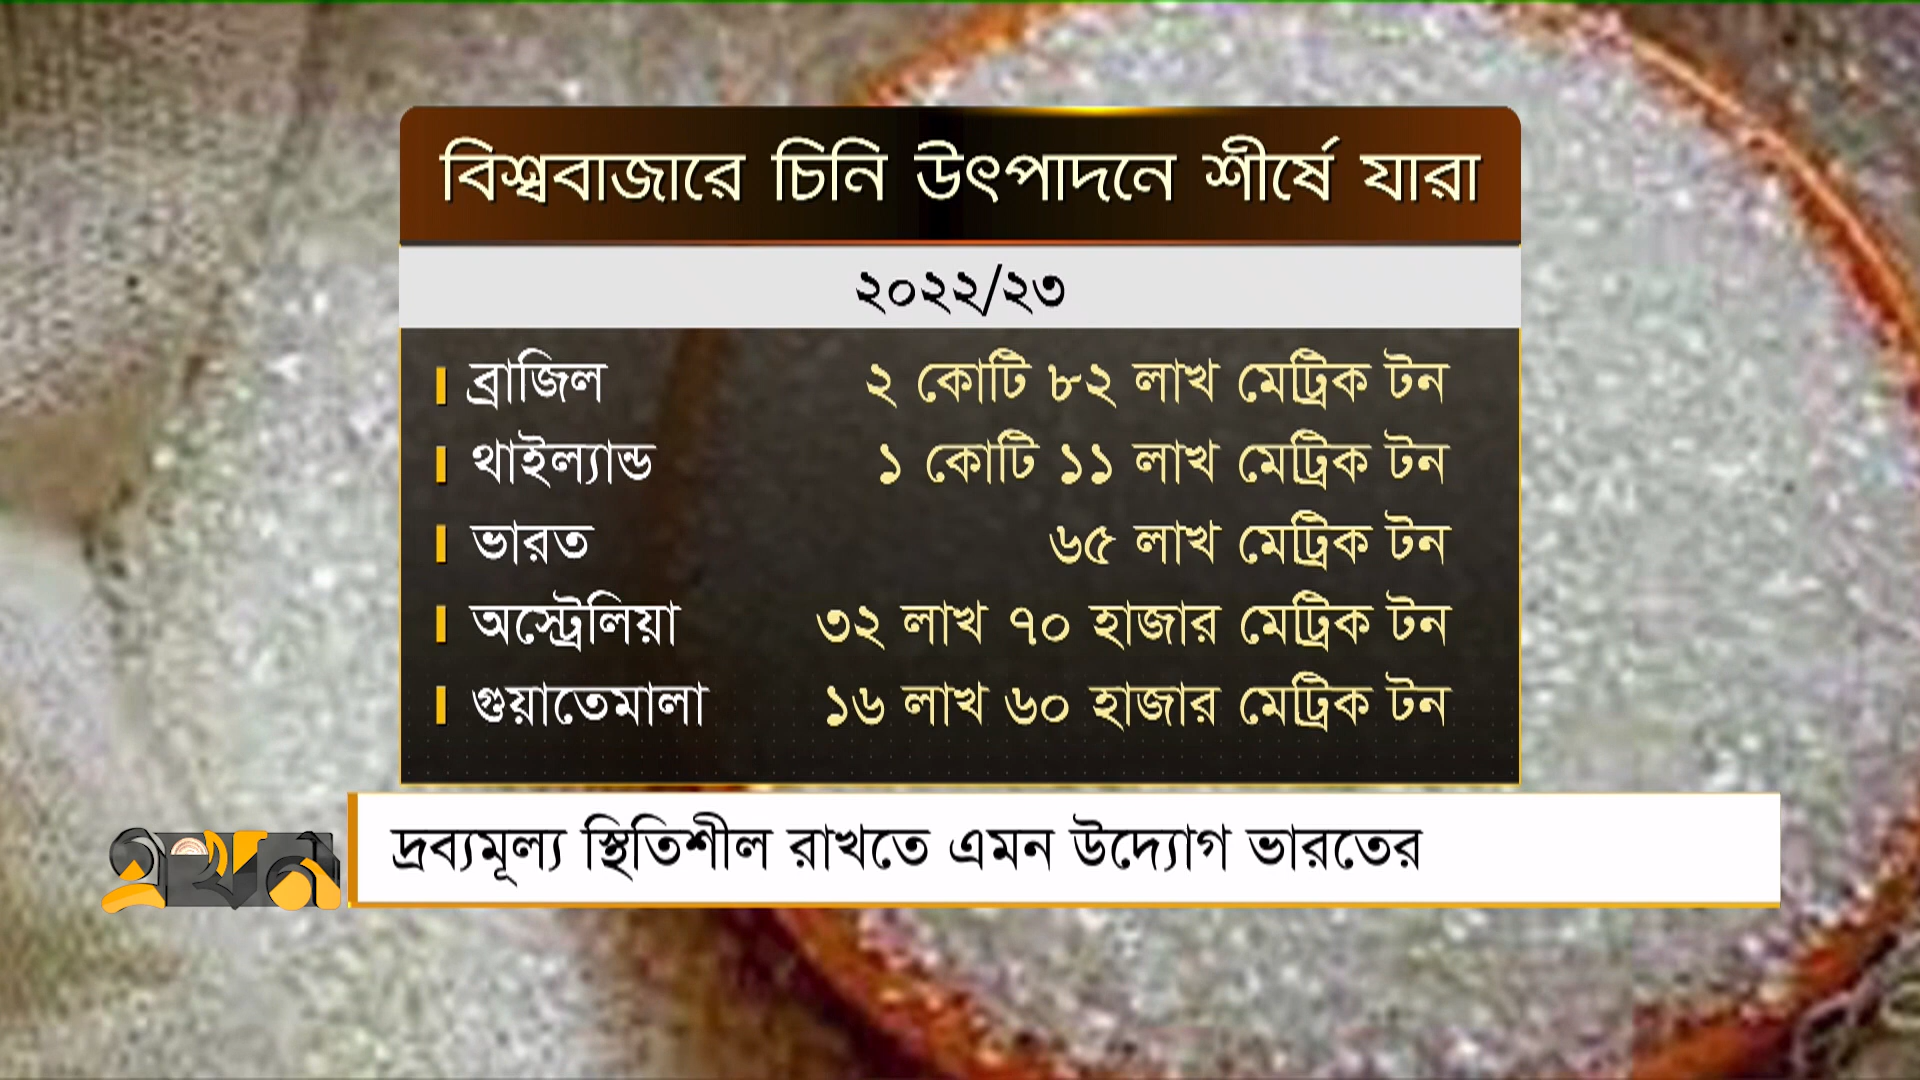 বিশ্ববাজারে চিনি উৎপাদনে শীর্ষে যারা
২০২২/২৩
ব্রাজিল ২ কোটি ৮২ লাখ মেট্রিক টন
থাইল্যান্ড ১ কোটি ১১ লাখ মেট্রিক টন
ভারত ৬৫ লাখ মেট্রিক টন
অস্ট্রেলিয়া ৩২ লাখ ৭০ হাজার মেট্রিক টন
গুয়াতেমালা ১৬ লাখ ৬০ হাজার মেট্রিক টন
এখন
দ্রব্যমূল্য স্থিতিশীল রাখতে এমন উদ্যোগ ভারতের